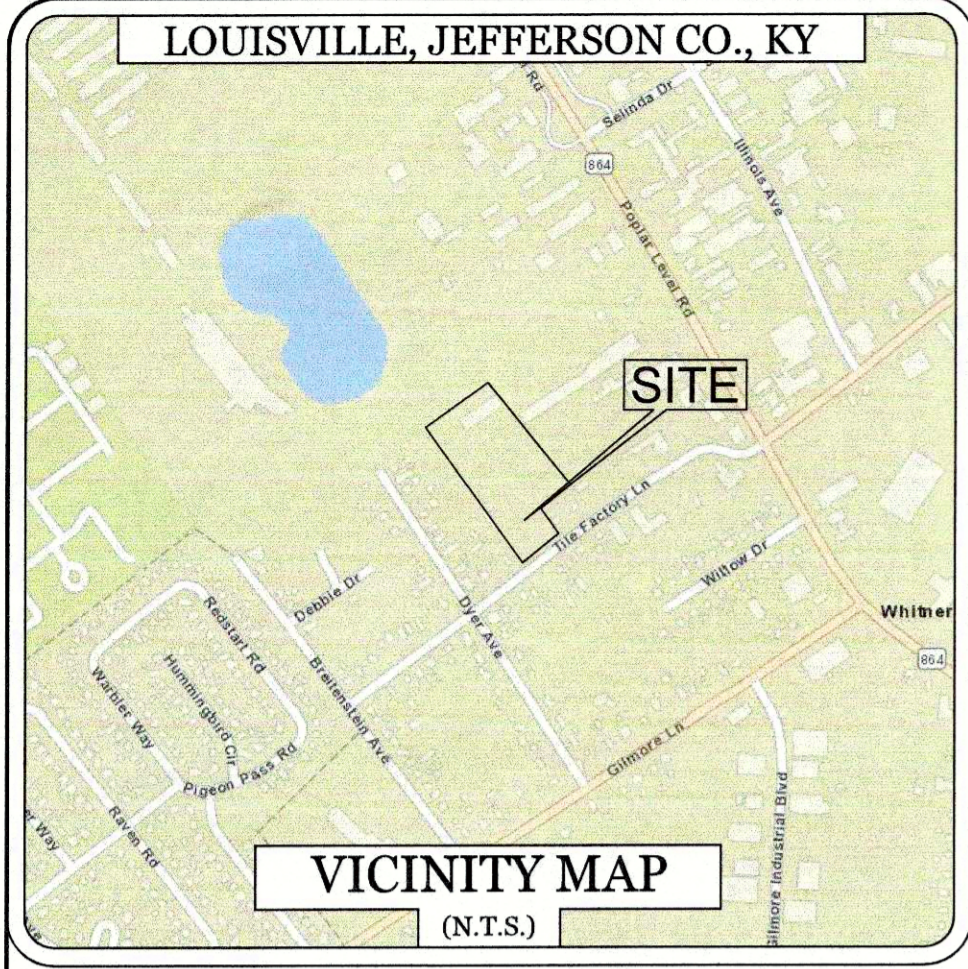 LOUISVILLE, JEFFERSON CO., KY
Rd
Selinda Dr
864
Illinois Ave
Poplar Level Rd
SITE
Tile Factory Ln
Willow Dr
Debbie Dr
Dyer Ave
Whitner
Redstart Rd
864
Hummingbird Cir
Warbler Way
Breitenstein Ave
Gilmore Ln
Pigeon Pass Rd
er Way
Raven Rd
Gilmore Industrial Blvd
VICINITY MAP
(N.T.S.)